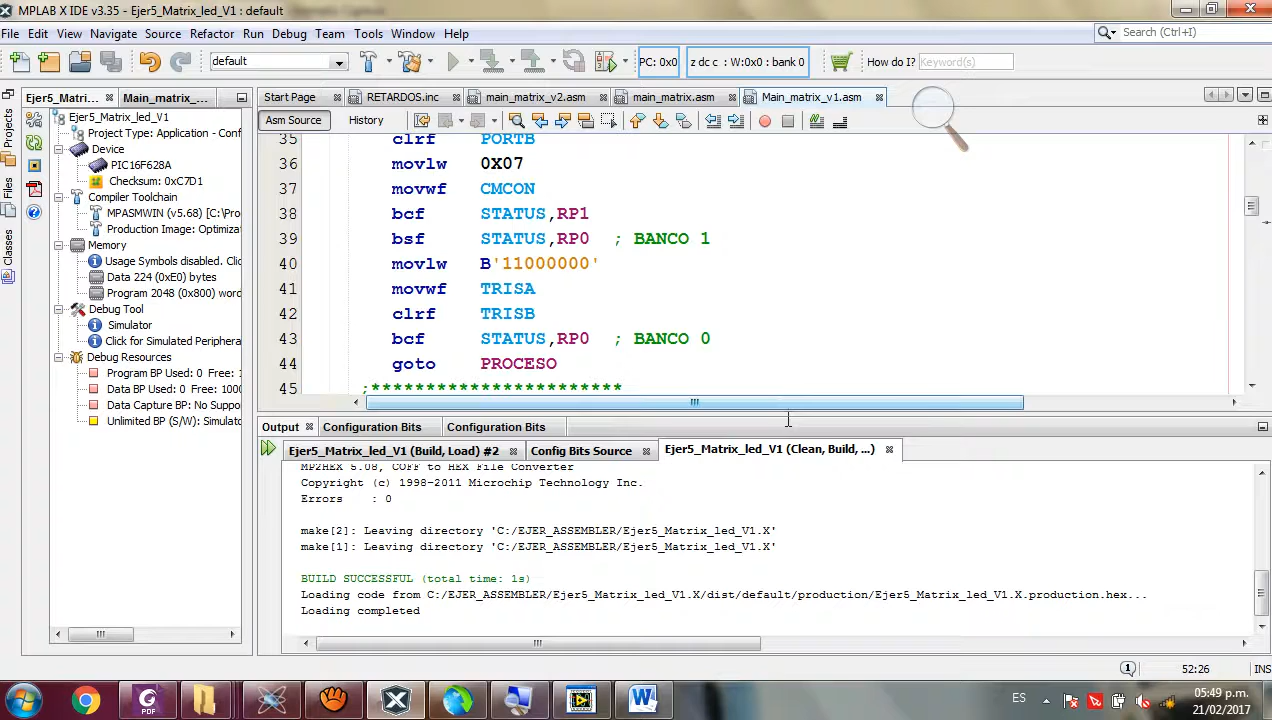 MPLAB X IDE v3.35 - Ejer5_Matrix_led_V1 : default
File Edit View Navigate Source Refactor Run Debug Team Tools Window Help
Search (Ctrl+I)
default
PC: 0x0
z dc c : W:0x0 : bank 0
How do I?
Keyword(s)
Ejer5_Matri...
Main_matrix_...
Start Page
RETARDOS.inc
main_matrix_v2.asm
main_matrix.asm
Main_matrix_v1.asm
Projects
Files
Classes
Ejer5_Matrix_led_V1
Project Type: Application - Conf
Device
PIC16F628A
Checksum: 0xC7D1
Compiler Toolchain
MPASMWIN (v5.68) [C:\Pro
Production Image: Optimizat
Memory
Usage Symbols disabled. Clic
Data 224 (0xE0) bytes
Program 2048 (0x800) word
Debug Tool
Simulator
Click for Simulated Periphera
Debug Resources
Program BP Used: 0 Free: 1
Data BP Used: 0 Free: 1000
Data Capture BP: No Suppo
Unlimited BP (S/W): Simulato
Asm Source
History
35 clrf PORTB
36 movlw 0X07
37 movwf CMCON
38 bcf STATUS,RP1
39 bsf STATUS,RP0 ; BANCO 1
40 movlw B'11000000'
41 movwf TRISA
42 clrf TRISB
43 bcf STATUS,RP0 ; BANCO 0
44 goto PROCESO
45 ;***********************
Output
Configuration Bits
Configuration Bits
Ejer5_Matrix_led_V1 (Build, Load) #2
Config Bits Source
Ejer5_Matrix_led_V1 (Clean, Build, ...)
MP2HEX 5.08, COFF to HEX File Converter
Copyright (c) 1998-2011 Microchip Technology Inc.
Errors : 0
make[2]: Leaving directory 'C:/EJER_ASSEMBLER/Ejer5_Matrix_led_V1.X'
make[1]: Leaving directory 'C:/EJER_ASSEMBLER/Ejer5_Matrix_led_V1.X'
BUILD SUCCESSFUL (total time: 1s)
Loading code from C:/EJER_ASSEMBLER/Ejer5_Matrix_led_V1.X/dist/default/production/Ejer5_Matrix_led_V1.X.production.hex...
Loading completed
1
52:26
INS
PDF
ES
05:49 p.m.
21/02/2017